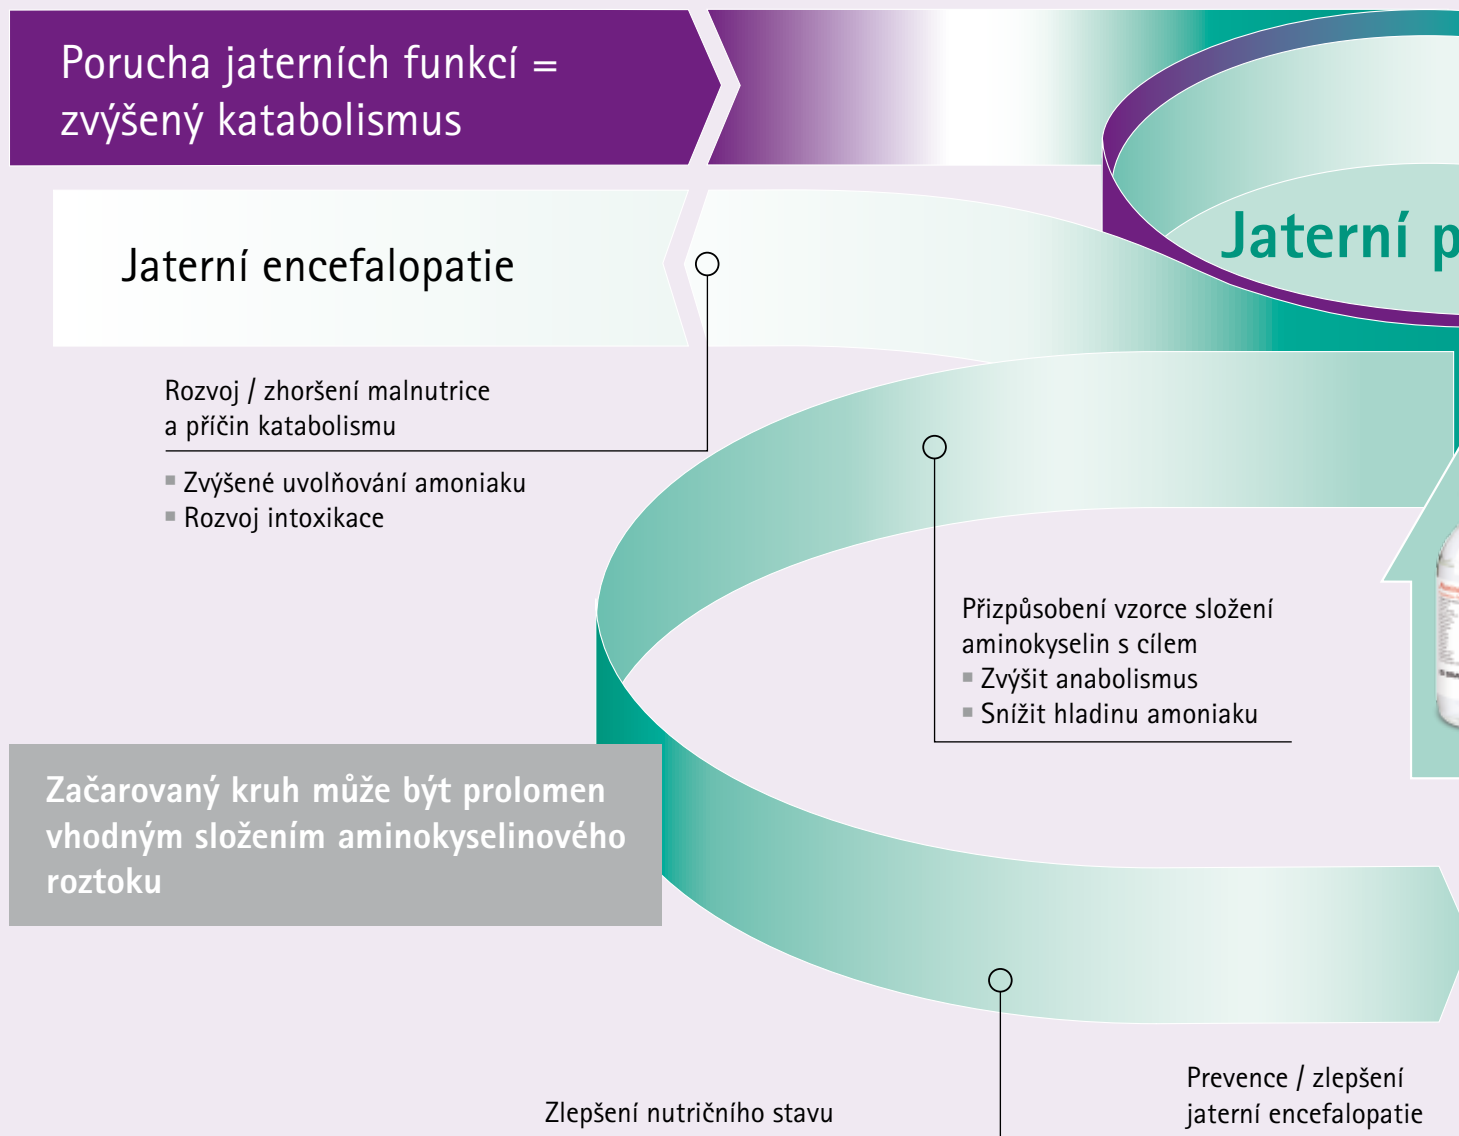 Porucha jaterních funkcí =
zvýšený katabolismus
Jaterní encefalopatie
Jaterní p
Rozvoj / zhoršení malnutrice
a příčin katabolismu
▪ Zvýšené uvolňování amoniaku
▪ Rozvoj intoxikace
Přizpůsobení vzorce složení
aminokyselin s cílem
▪ Zvýšit anabolismus
▪ Snížit hladinu amoniaku
Začarovaný kruh může být prolomen
vhodným složením aminokyselinového
roztoku
Zlepšení nutričního stavu
Prevence / zlepšení
jaterní encefalopatie